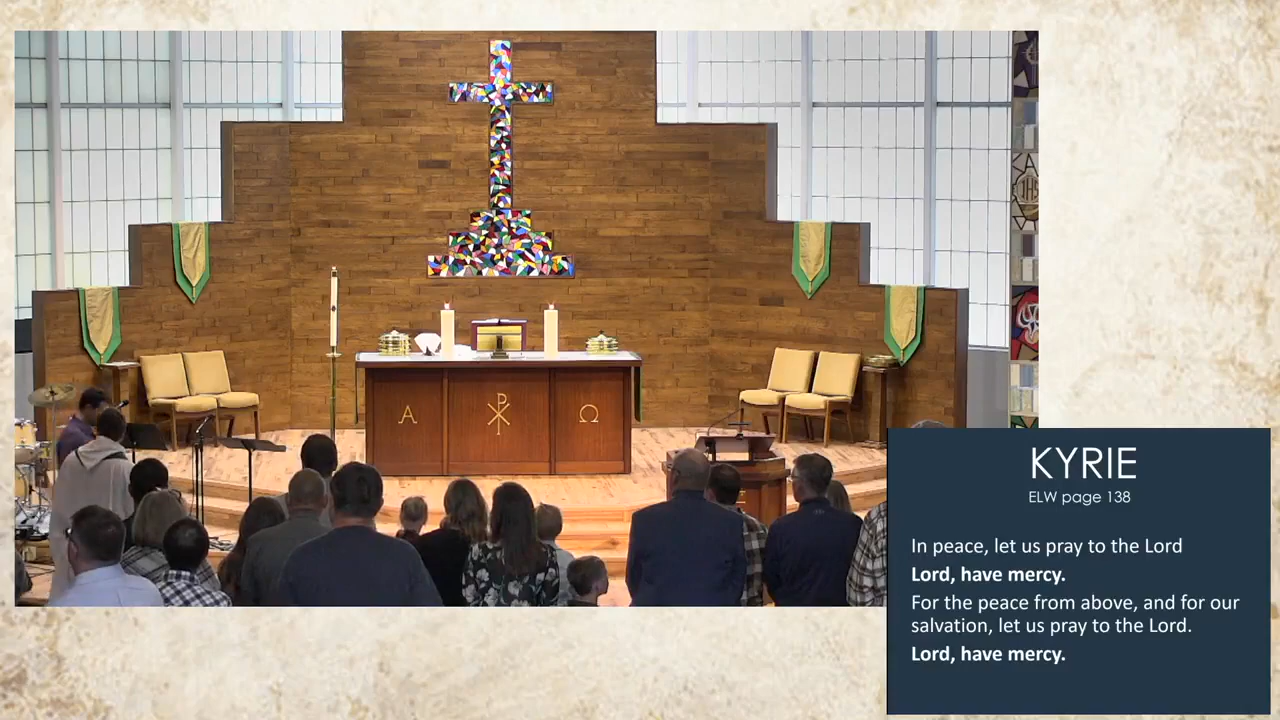 IHS
Α ☧ Ω
KYRIE
ELW page 138
In peace, let us pray to the Lord
Lord, have mercy.
For the peace from above, and for our
salvation, let us pray to the Lord.
Lord, have mercy.